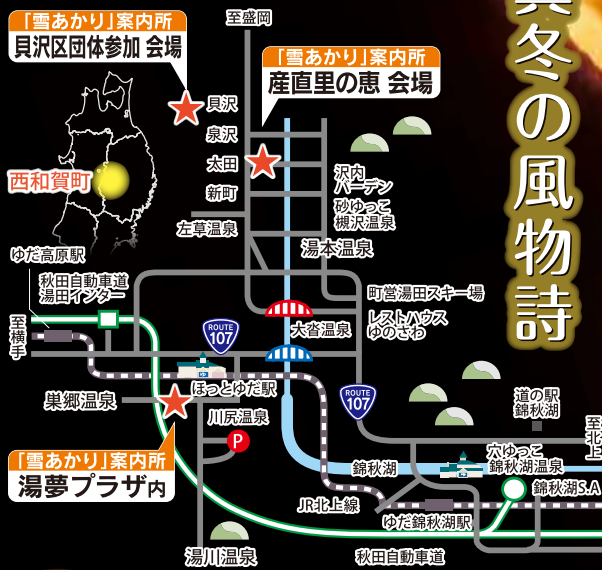 「雪あかり」案内所
貝沢区団体参加 会場
至盛岡
「雪あかり」案内所
産直里の恵 会場
冬の風物詩
貝沢
泉沢
太田
新町
左草温泉
西和賀町
沢内
バーデン
砂ゆっこ
槻沢温泉
湯本温泉
ゆだ高原駅
秋田自動車道
湯田インター
至横手
町営湯田スキー場
レストハウス
ゆのさわ
大沓温泉
ROUTE
107
ゆ
ほっとゆだ駅
巣郷温泉
川尻温泉
P
ROUTE
107
道の駅
錦秋湖
至北上
「雪あかり」案内所
湯夢プラザ内
錦秋湖
穴ゆっこ
錦秋湖温泉
錦秋湖S.A
JR北上線
ゆだ錦秋湖駅
湯川温泉
秋田自動車道